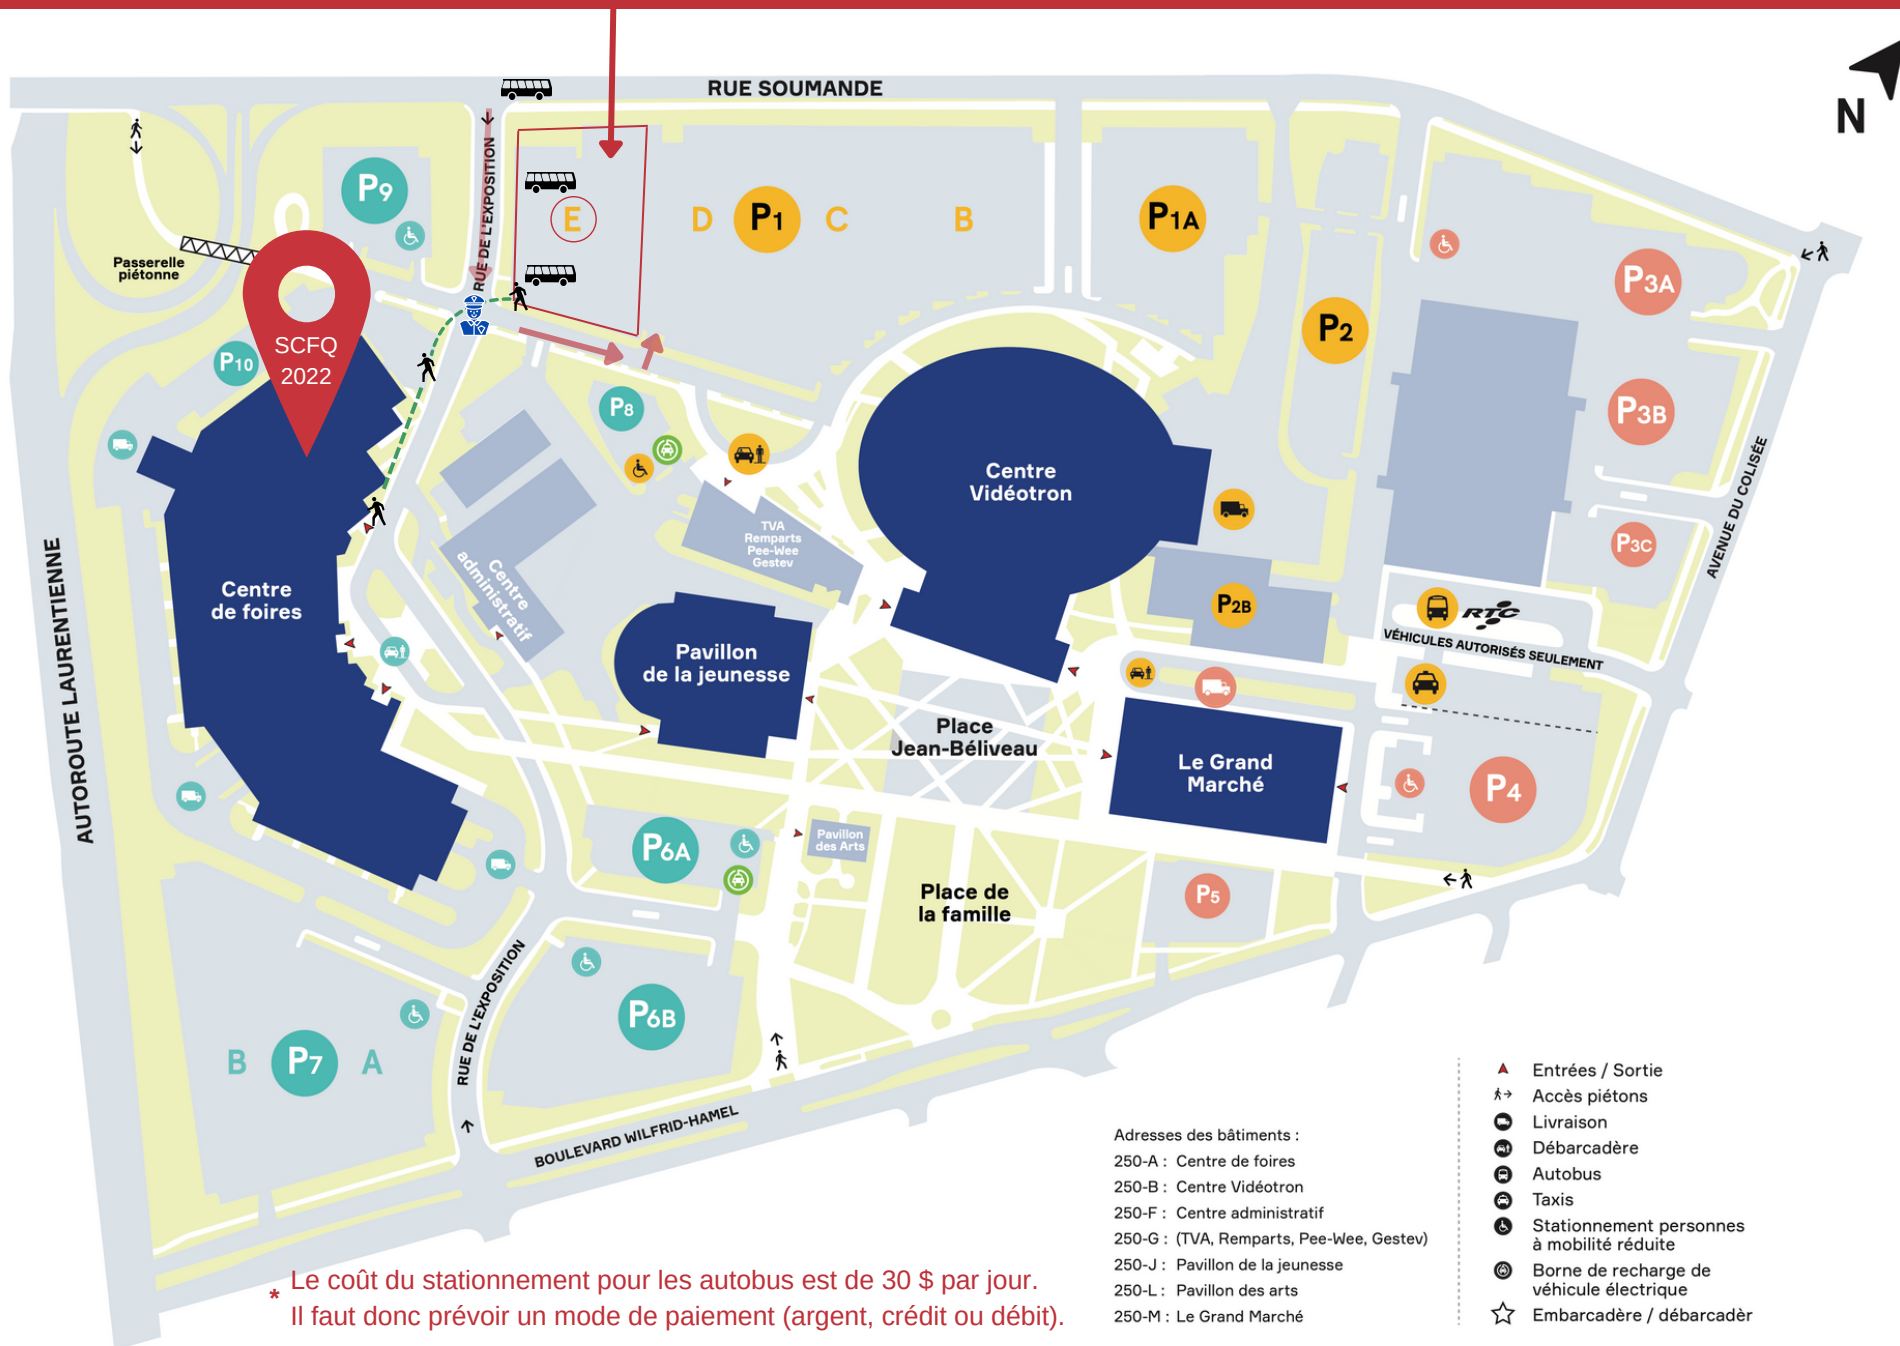 RUE SOUMANDE
N
RUE DE L'EXPOSITION
P9
E
D
P1
C
B
P1A
Passerelle
piétonne
P3A
P2
SCFQ
2022
P10
P8
P3B
AVENUE DU COLISÉE
Centre
Vidéotron
TVA
Remparts
Pee-Wee
Gestev
P3C
AUTOROUTE LAURENTIENNE
Centre
de foires
Centre
administratif
P2B
RTC
VÉHICULES AUTORISÉS SEULEMENT
Pavillon
de la jeunesse
Place
Jean-Béliveau
Le Grand
Marché
P4
P6A
Pavillon
des Arts
Place de
la famille
P5
RUE DE L'EXPOSITION
P6B
B
P7
A
BOULEVARD WILFRID-HAMEL
Adresses des bâtiments :
250-A : Centre de foires
250-B : Centre Vidéotron
250-F : Centre administratif
250-G : (TVA, Remparts, Pee-Wee, Gestev)
250-J : Pavillon de la jeunesse
250-L : Pavillon des arts
250-M : Le Grand Marché
Entrées / Sortie
Accès piétons
Livraison
Débarcadère
Autobus
Taxis
Stationnement personnes
à mobilité réduite
Borne de recharge de
véhicule électrique
Embarcadère / débarcadèr
* Le coût du stationnement pour les autobus est de 30 $ par jour.
Il faut donc prévoir un mode de paiement (argent, crédit ou débit).